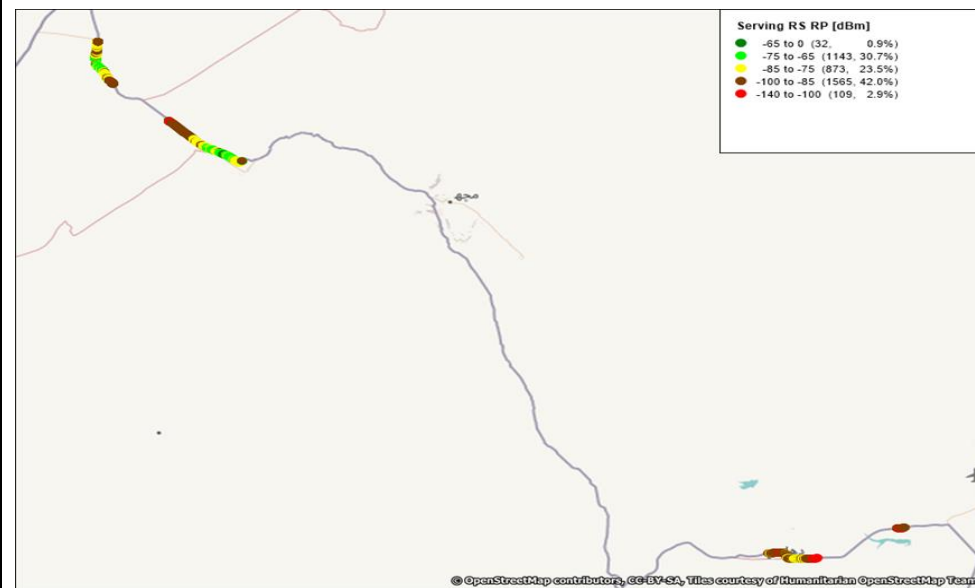 Serving RS RP [dBm]
-65 to 0 (32, 0.9%)
-75 to -65 (1143, 30.7%)
-85 to -75 (873, 23.5%)
-100 to -85 (1565, 42.0%)
-140 to -100 (109, 2.9%)
© OpenStreetMap contributors, CC-BY-SA, Tiles courtesy of Humanitarian OpenStreetMap Team